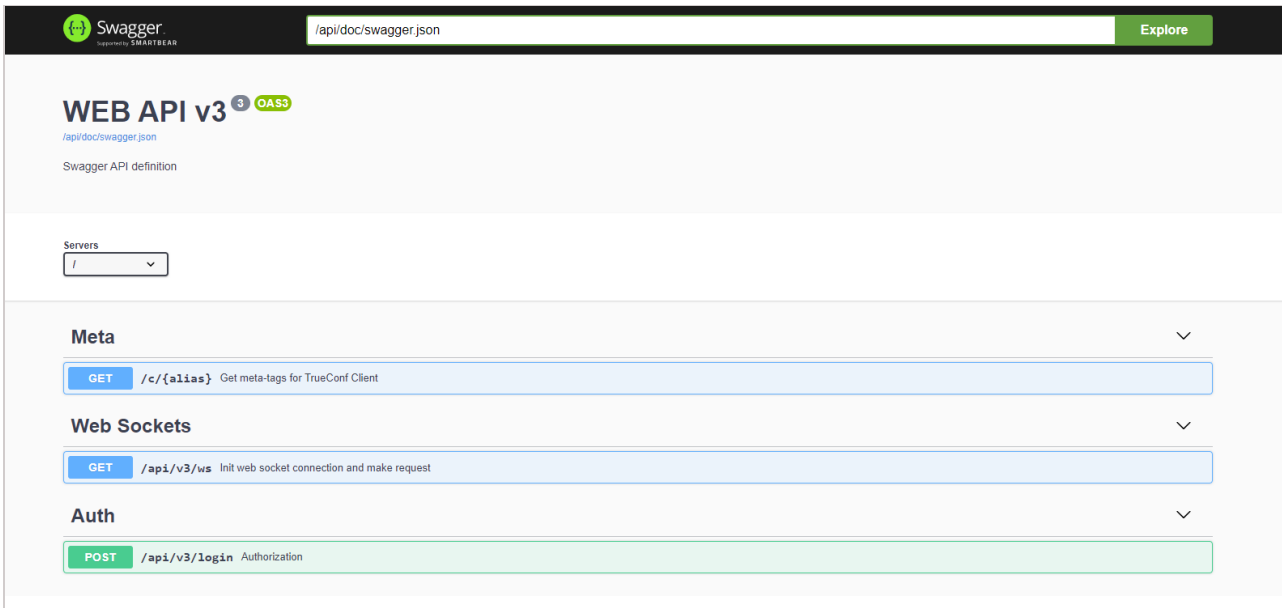 Swagger.
Supported by SMARTBEAR
/api/doc/swagger.json
Explore
WEB API v3 3 OAS3
/api/doc/swagger.json
Swagger API definition
Servers
/
Meta
GET /c/{alias} Get meta-tags for TrueConf Client
Web Sockets
GET /api/v3/ws Init web socket connection and make request
Auth
POST /api/v3/login Authorization